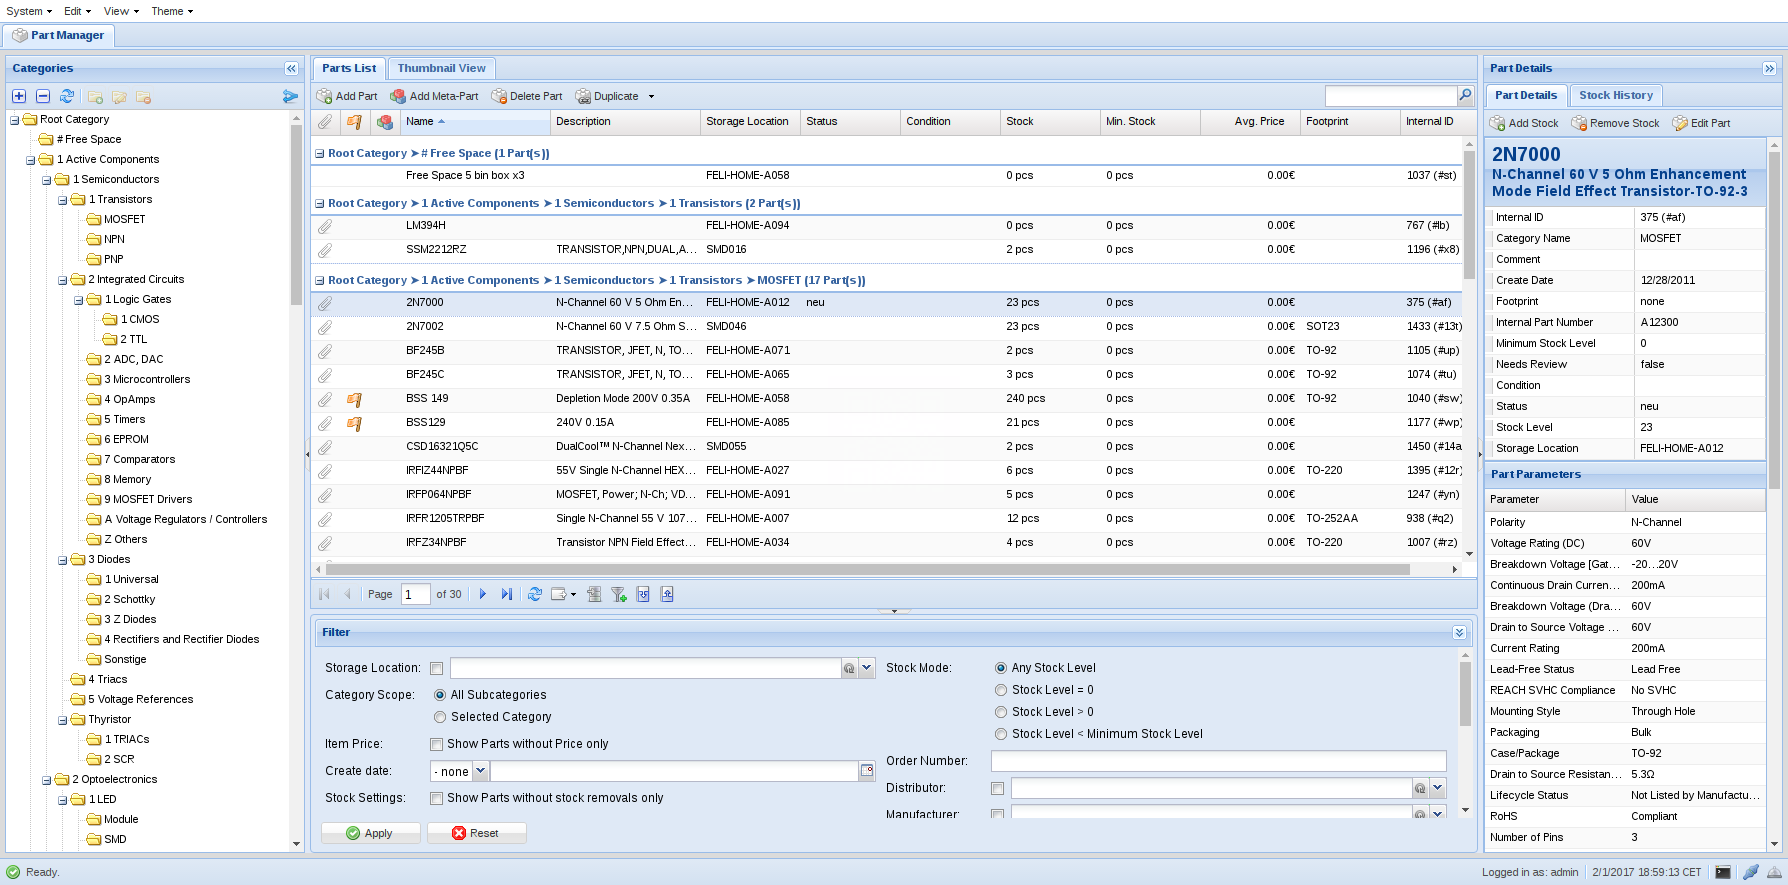 System Edit View Theme
Part Manager
Categories
Root Category
# Free Space
1 Active Components
1 Semiconductors
1 Transistors
MOSFET
NPN
PNP
2 Integrated Circuits
1 Logic Gates
1 CMOS
2 TTL
2 ADC, DAC
3 Microcontrollers
4 OpAmps
5 Timers
6 EPROM
7 Comparators
8 Memory
9 MOSFET Drivers
A Voltage Regulators / Controllers
Z Others
3 Diodes
1 Universal
2 Schottky
3 Z Diodes
4 Rectifiers and Rectifier Diodes
Sonstige
4 Triacs
5 Voltage References
Thyristor
1 TRIACs
2 SCR
2 Optoelectronics
1 LED
Module
SMD
Parts List Thumbnail View
Add Part Add Meta-Part Delete Part Duplicate
Name Description Storage Location Status Condition Stock Min. Stock Avg. Price Footprint Internal ID
Root Category ➤ # Free Space (1 Part(s))
Free Space 5 bin box x3 FELI-HOME-A058 0 pcs 0 pcs 0.00€ 1037 (#st)
Root Category ➤ 1 Active Components ➤ 1 Semiconductors ➤ 1 Transistors (2 Part(s))
LM394H FELI-HOME-A094 0 pcs 0 pcs 0.00€ 767 (#lb)
SSM2212RZ TRANSISTOR,NPN,DUAL,A... SMD016 2 pcs 0 pcs 0.00€ 1196 (#x8)
Root Category ➤ 1 Active Components ➤ 1 Semiconductors ➤ 1 Transistors ➤ MOSFET (17 Part(s))
2N7000 N-Channel 60 V 5 Ohm En... FELI-HOME-A012 neu 23 pcs 0 pcs 0.00€ 375 (#af)
2N7002 N-Channel 60 V 7.5 Ohm S... SMD046 23 pcs 0 pcs 0.00€ SOT23 1433 (#13t)
BF245B TRANSISTOR, JFET, N, TO... FELI-HOME-A071 2 pcs 0 pcs 0.00€ TO-92 1105 (#up)
BF245C TRANSISTOR, JFET, N, TO... FELI-HOME-A065 3 pcs 0 pcs 0.00€ TO-92 1074 (#tu)
BSS 149 Depletion Mode 200V 0.35A FELI-HOME-A058 240 pcs 0 pcs 0.00€ TO-92 1040 (#sw)
BSS129 240V 0.15A FELI-HOME-A085 21 pcs 0 pcs 0.00€ 1177 (#wp)
CSD16321Q5C DualCool™ N-Channel Nex... SMD055 2 pcs 0 pcs 0.00€ 1450 (#14a
IRFIZ44NPBF 55V Single N-Channel HEX... FELI-HOME-A027 6 pcs 0 pcs 0.00€ TO-220 1395 (#12r)
IRFP064NPBF MOSFET, Power; N-Ch; VD... FELI-HOME-A091 5 pcs 0 pcs 0.00€ 1247 (#yn)
IRFR1205TRPBF Single N-Channel 55 V 107... FELI-HOME-A007 12 pcs 0 pcs 0.00€ TO-252AA 938 (#q2)
IRFZ34NPBF Transistor NPN Field Effect... FELI-HOME-A034 4 pcs 0 pcs 0.00€ TO-220 1007 (#rz)
Page 1 of 30
Filter
Storage Location:
Category Scope: All Subcategories
Selected Category
Item Price: Show Parts without Price only
Create date: - none
Stock Settings: Show Parts without stock removals only
Stock Mode: Any Stock Level
Stock Level = 0
Stock Level > 0
Stock Level < Minimum Stock Level
Order Number:
Distributor:
Manufacturer:
Apply Reset
Part Details
Part Details Stock History
Add Stock Remove Stock Edit Part
2N7000
N-Channel 60 V 5 Ohm Enhancement
Mode Field Effect Transistor-TO-92-3
Internal ID 375 (#af)
Category Name MOSFET
Comment
Create Date 12/28/2011
Footprint none
Internal Part Number A12300
Minimum Stock Level 0
Needs Review false
Condition
Status neu
Stock Level 23
Storage Location FELI-HOME-A012
Part Parameters
Parameter Value
Polarity N-Channel
Voltage Rating (DC) 60V
Breakdown Voltage [Gat... -20...20V
Continuous Drain Curren... 200mA
Breakdown Voltage (Dra... 60V
Drain to Source Voltage ... 60V
Current Rating 200mA
Lead-Free Status Lead Free
REACH SVHC Compliance No SVHC
Mounting Style Through Hole
Packaging Bulk
Case/Package TO-92
Drain to Source Resistan... 5.3Ω
Lifecycle Status Not Listed by Manufactu...
RoHS Compliant
Number of Pins 3
Ready. Logged in as: admin 2/1/2017 18:59:13 CET